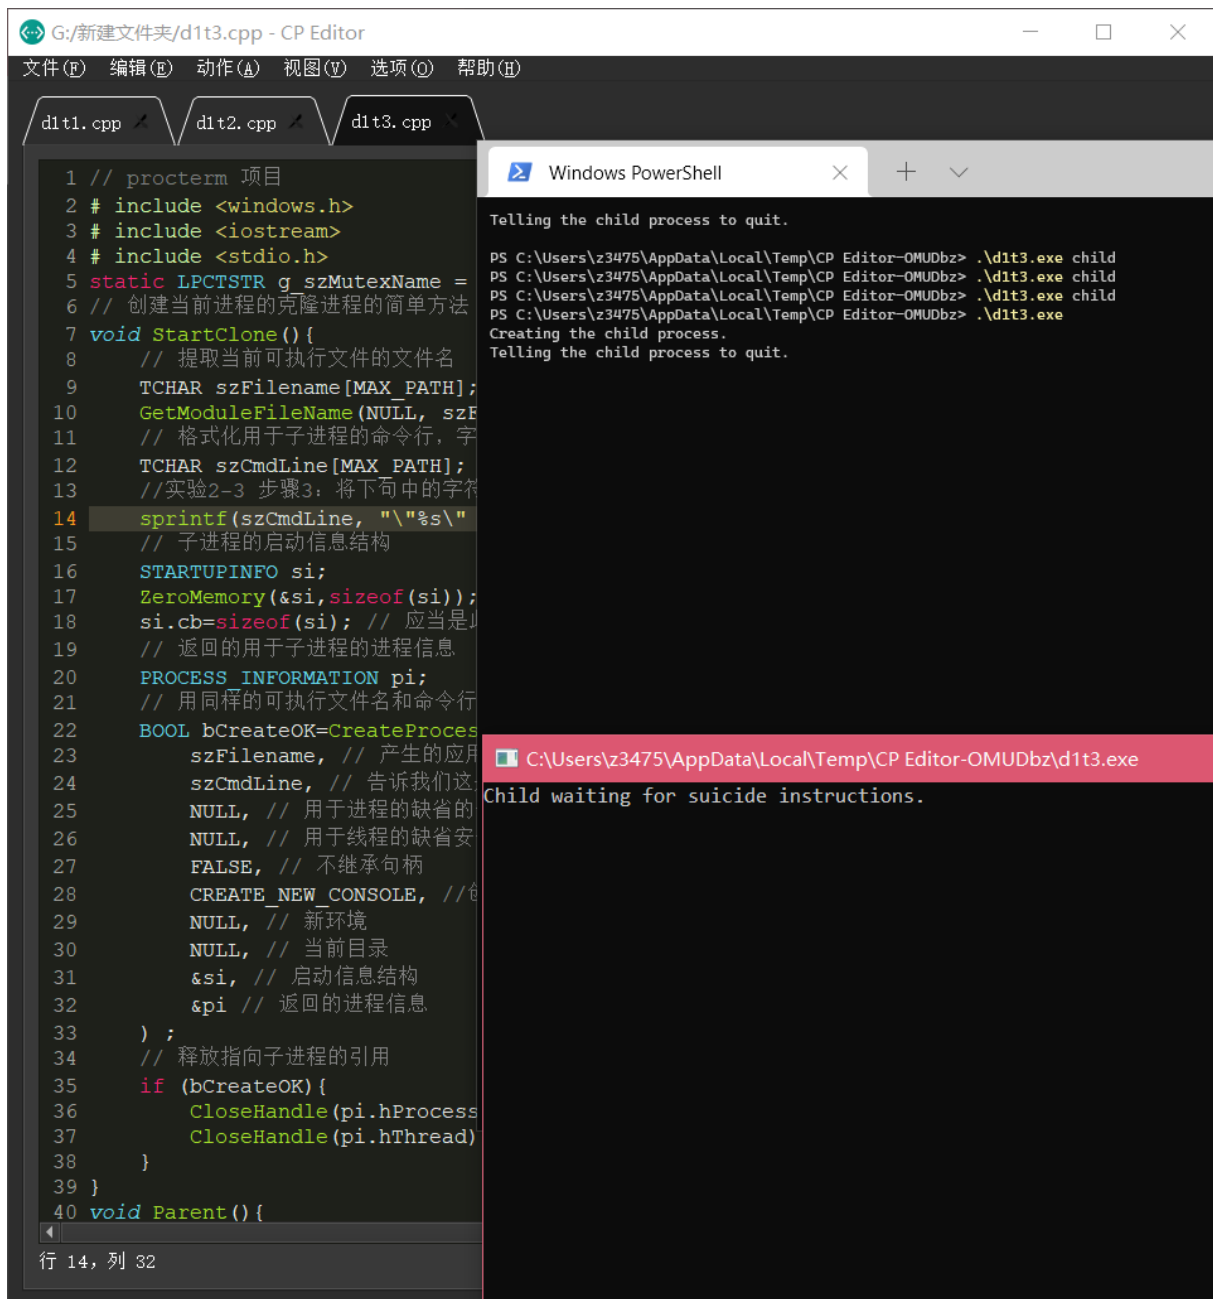 G:/新建文件夹/d1t3.cpp - CP Editor
文件(F) 编辑(E) 动作(A) 视图(V) 选项(O) 帮助(H)
d1t1.cpp d1t2.cpp d1t3.cpp
1 // procterm 项目
2 # include <windows.h>
3 # include <iostream>
4 # include <stdio.h>
5 static LPCTSTR g_szMutexName =
6 // 创建当前进程的克隆进程的简单方法
7 void StartClone(){
8 // 提取当前可执行文件的文件名
9 TCHAR szFilename[MAX_PATH];
10 GetModuleFileName(NULL, szF
11 // 格式化用于子进程的命令行，字
12 TCHAR szCmdLine[MAX_PATH];
13 //实验2-3 步骤3：将下句中的字符
14 sprintf(szCmdLine, "\"%s\"
15 // 子进程的启动信息结构
16 STARTUPINFO si;
17 ZeroMemory(&si,sizeof(si));
18 si.cb=sizeof(si); // 应当是此
19 // 返回的用于子进程的进程信息
20 PROCESS_INFORMATION pi;
21 // 用同样的可执行文件名和命令行
22 BOOL bCreateOK=CreateProces
23 szFilename, // 产生的应用
24 szCmdLine, // 告诉我们这
25 NULL, // 用于进程的缺省的
26 NULL, // 用于线程的缺省安
27 FALSE, // 不继承句柄
28 CREATE_NEW_CONSOLE, //创
29 NULL, // 新环境
30 NULL, // 当前目录
31 &si, // 启动信息结构
32 &pi // 返回的进程信息
33 ) ;
34 // 释放指向子进程的引用
35 if (bCreateOK){
36 CloseHandle(pi.hProcess
37 CloseHandle(pi.hThread)
38 }
39 }
40 void Parent(){
行 14, 列 32
Windows PowerShell
Telling the child process to quit.
PS C:\Users\z3475\AppData\Local\Temp\CP Editor-OMUDbz> .\d1t3.exe child
PS C:\Users\z3475\AppData\Local\Temp\CP Editor-OMUDbz> .\d1t3.exe child
PS C:\Users\z3475\AppData\Local\Temp\CP Editor-OMUDbz> .\d1t3.exe child
PS C:\Users\z3475\AppData\Local\Temp\CP Editor-OMUDbz> .\d1t3.exe
Creating the child process.
Telling the child process to quit.
C:\Users\z3475\AppData\Local\Temp\CP Editor-OMUDbz\d1t3.exe
Child waiting for suicide instructions.